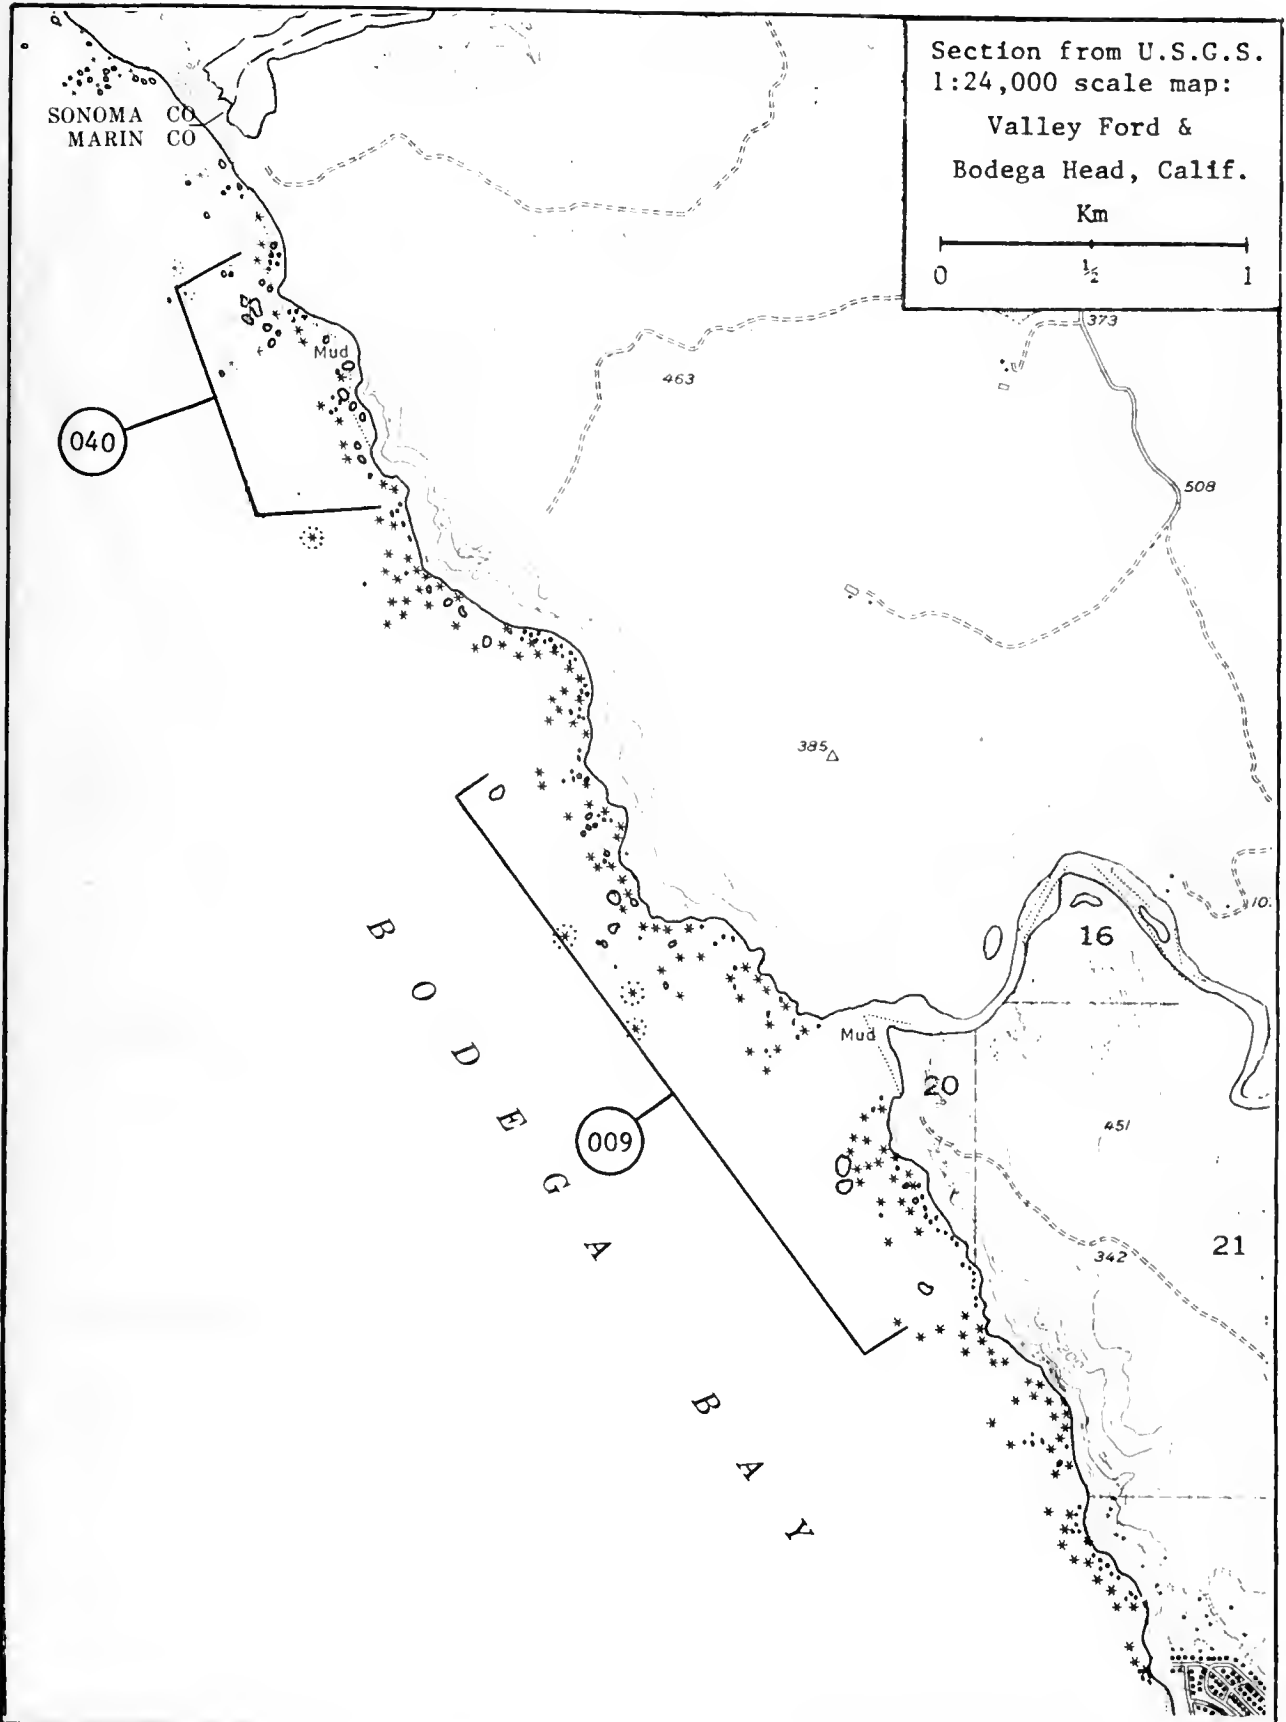 Section from U.S.G.S.
1:24,000 scale map:
Valley Ford &
Bodega Head, Calif.
Km
0 ½ 1
SONOMA CO
MARIN CO
373
Mud
463
040
508
385
16
BODEGA BAY
Mud
20
451
009
21
342
200